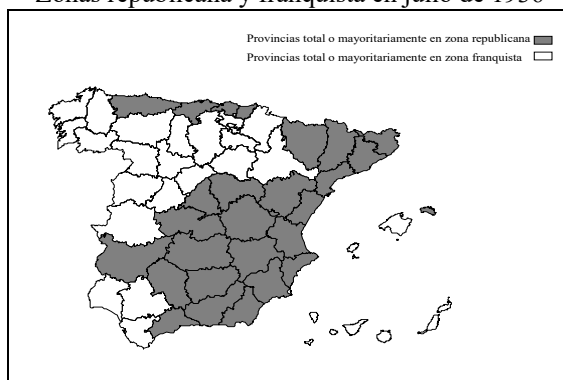 Zonas republicana y franquista en julio de 1936
Provincias total o mayoritariamente en zona republicana
Provincias total o mayoritariamente en zona franquista